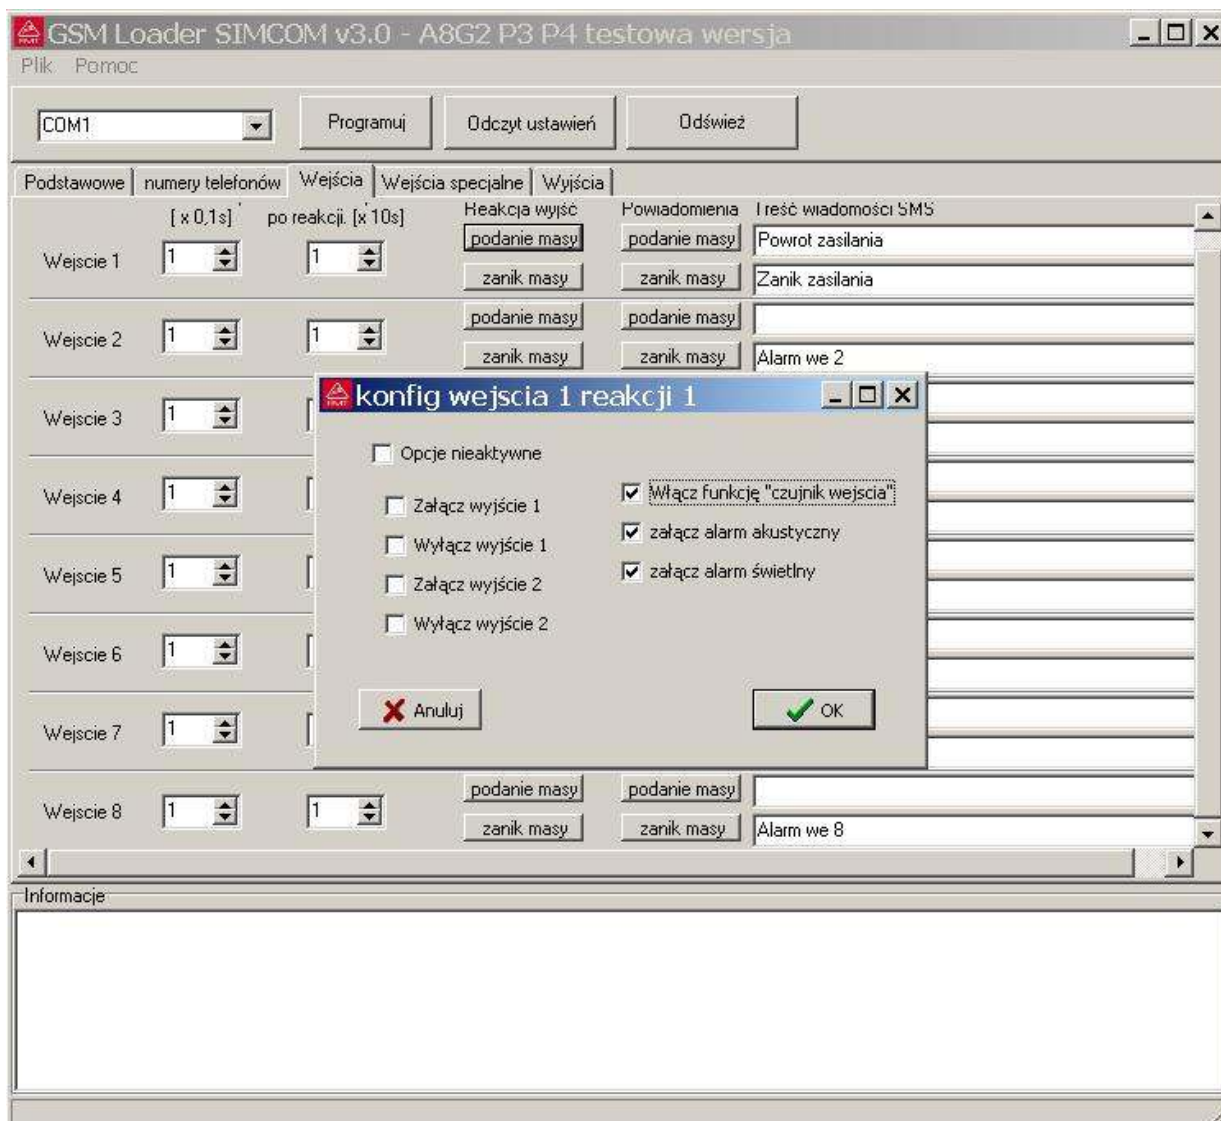 GSM Loader SIMCOM v3.0 - A8G2 P3 P4 testowa wersja
Plik Pomoc
COM1 Programuj Odczyt ustawień Odśwież
Podstawowe numery telefonów Wejścia Wejścia specjalne Wyjścia
[ x 0,1s] po reakcji. [x 10s] Reakcja wyjść Powiadomienia Treść wiadomości SMS
podanie masy podanie masy Powrot zasilania
Wejscie 1 1 1
zanik masy zanik masy Zanik zasilania
podanie masy podanie masy
Wejscie 2 1 1
zanik masy zanik masy Alarm we 2
konfig wejscia 1 reakcji 1
Wejscie 3 1
Opcje nieaktywne
Wejscie 4 1
Załącz wyjście 1 Włącz funkcję "czujnik wejscia"
Wyłącz wyjście 1 załącz alarm akustyczny
Wejscie 5 1
Załącz wyjście 2 załącz alarm świetlny
Wyłącz wyjście 2
Wejscie 6 1
Anuluj OK
Wejscie 7 1
podanie masy podanie masy
Wejscie 8 1 1
zanik masy zanik masy Alarm we 8
Informacje